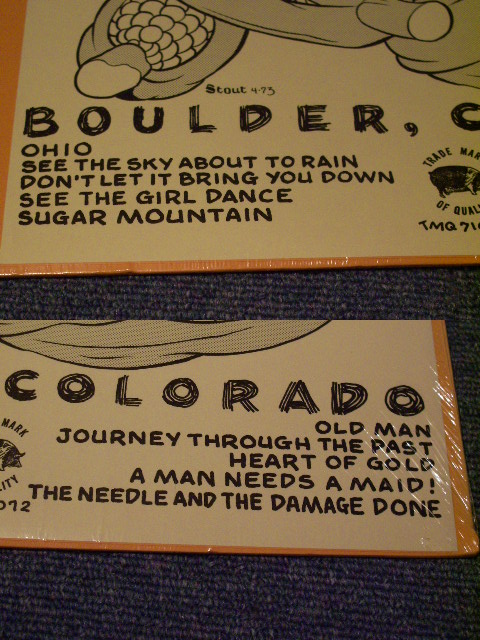 Stout 4-73
BOULDER, C
OHIO
SEE THE SKY ABOUT TO RAIN
DON'T LET IT BRING YOU DOWN
SEE THE GIRL DANCE
SUGAR MOUNTAIN
TRADE MAR
OF QUAL
TMQ 71
COLORADO
MARK
ITY
072
OLD MAN
JOURNEY THROUGH THE PAST
HEART OF GOLD
A MAN NEEDS A MAID!
THE NEEDLE AND THE DAMAGE DONE